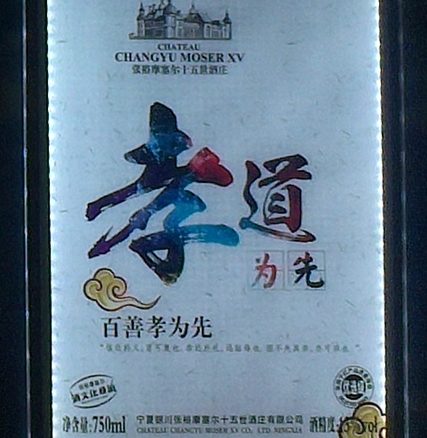 CHATEAU
CHANGYU MOSER XV
张裕摩塞尔十五世酒庄
孝道
为先
百善孝为先
净含量:750ml
宁夏银川张裕摩塞尔十五世酒庄有限公司
CHATEAU CHANGYU MOSER XV CO., LTD. NINGXIA
酒精度:
vol